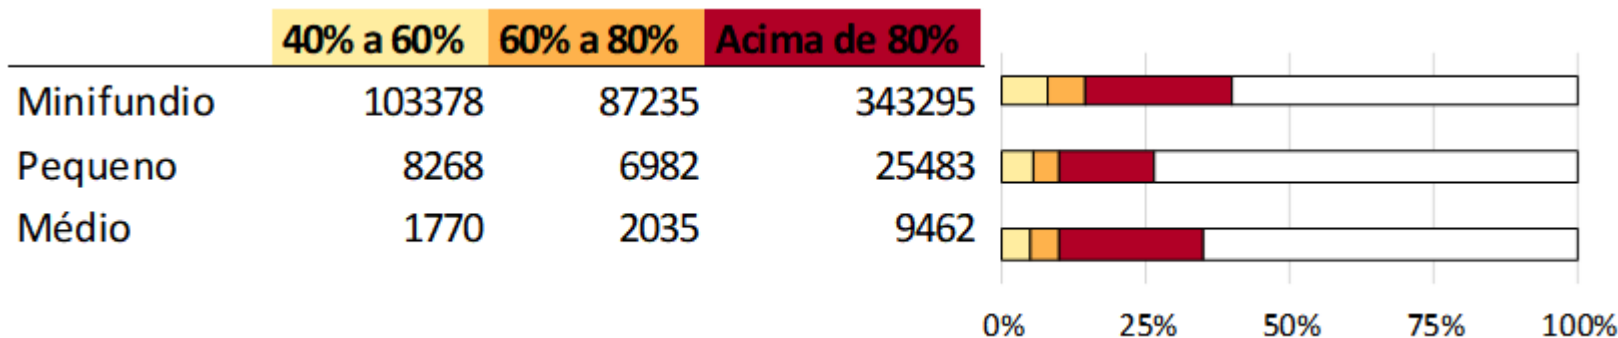 40% a 60% 60% a 80% Acima de 80%
Minifundio 103378 87235 343295
Pequeno 8268 6982 25483
Médio 1770 2035 9462
0% 25% 50% 75% 100%